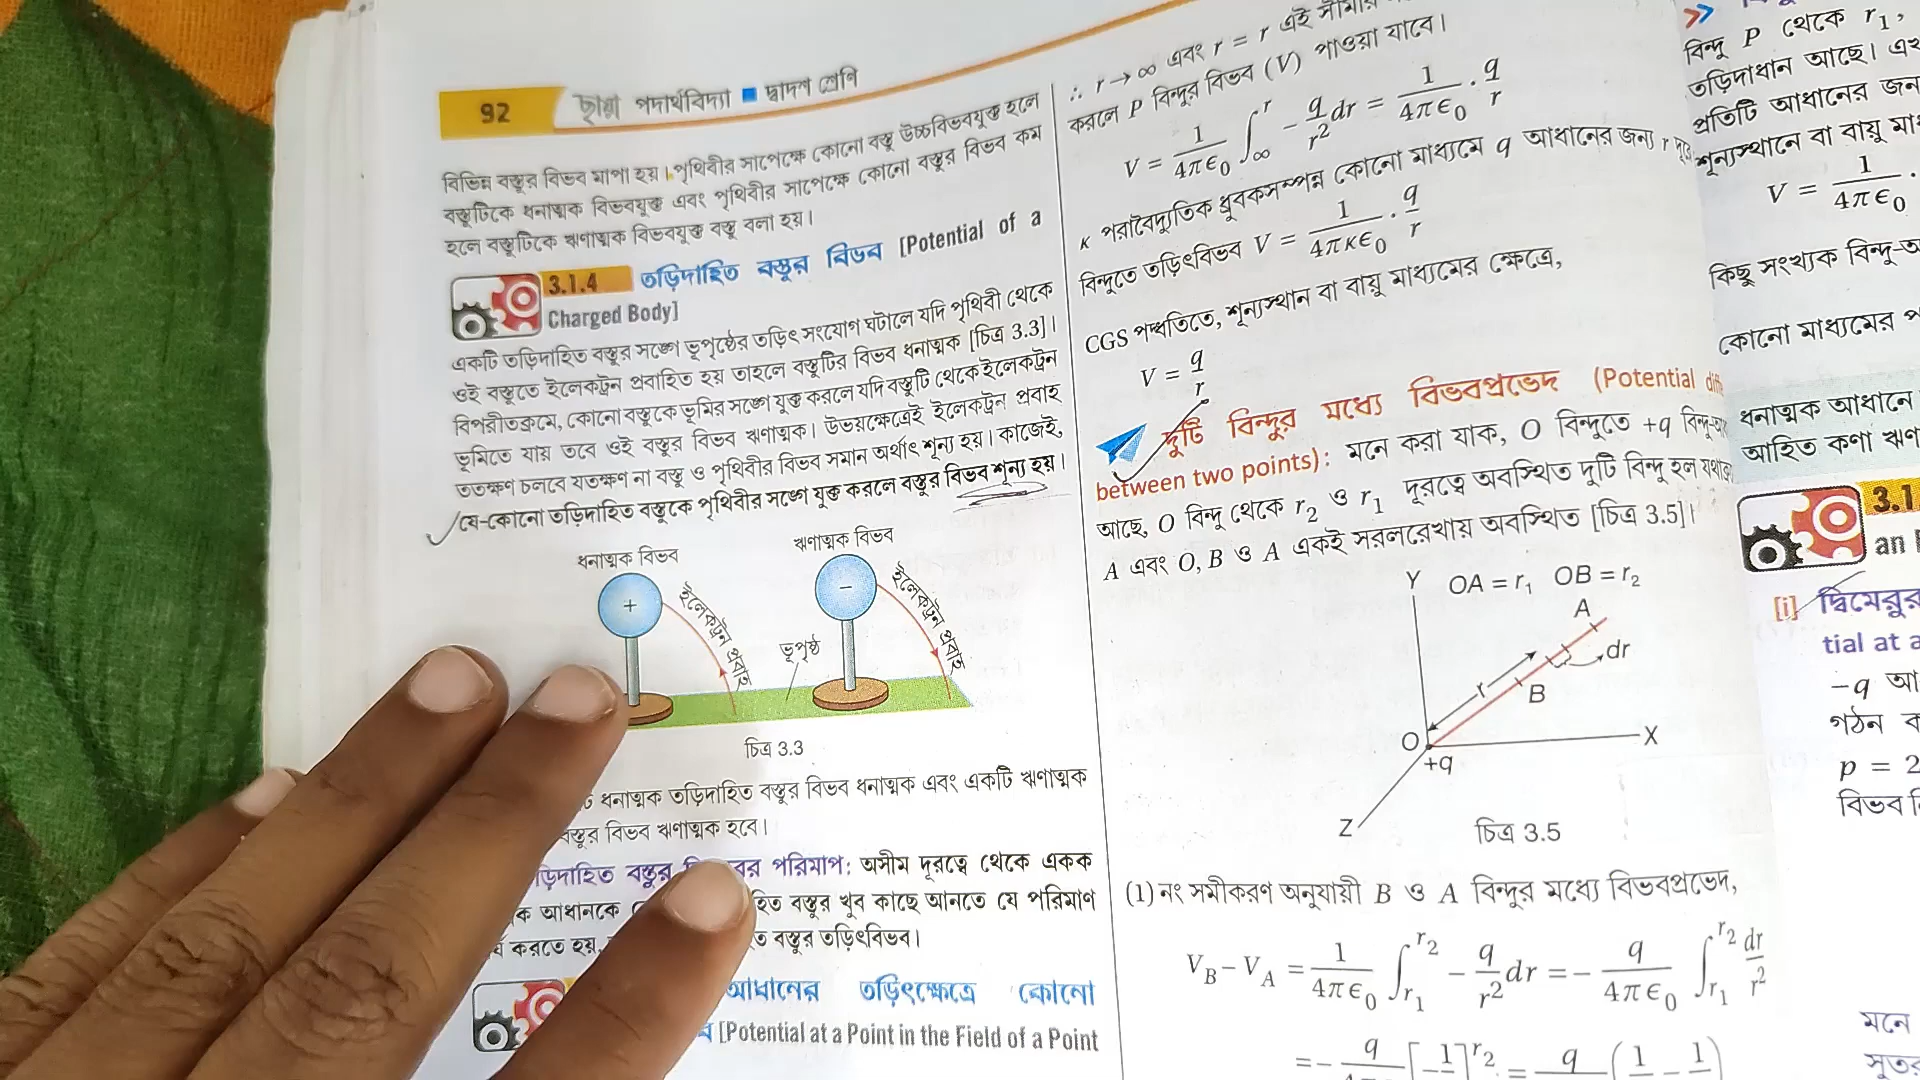 92 ছায়া পদার্থবিদ্যা ■ দ্বাদশ শ্রেণি
বিভিন্ন বস্তুর বিভব মাপা হয়। পৃথিবীর সাপেক্ষে কোনো বস্তু উচ্চবিভবযুক্ত হলে
বস্তুটিকে ধনাত্মক বিভবযুক্ত এবং পৃথিবীর সাপেক্ষে কোনো বস্তুর বিভব কম
হলে বস্তুটিকে ঋণাত্মক বিভবযুক্ত বস্তু বলা হয়।
3.1.4 তড়িদাহিত বস্তুর বিভব [Potential of a
Charged Body]
একটি তড়িদাহিত বস্তুর সঙ্গে ভূপৃষ্ঠের তড়িৎ সংযোগ ঘটালে যদি পৃথিবী থেকে
ওই বস্তুতে ইলেকট্রন প্রবাহিত হয় তাহলে বস্তুটির বিভব ধনাত্মক [চিত্র 3.3]।
বিপরীতক্রমে, কোনো বস্তুকে ভূমির সঙ্গে যুক্ত করলে যদি বস্তুটি থেকে ইলেকট্রন
ভূমিতে যায় তবে ওই বস্তুর বিভব ঋণাত্মক। উভয়ক্ষেত্রেই ইলেকট্রন প্রবাহ
ততক্ষণ চলবে যতক্ষণ না বস্তু ও পৃথিবীর বিভব সমান অর্থাৎ শূন্য হয়। কাজেই,
যে-কোনো তড়িদাহিত বস্তুকে পৃথিবীর সঙ্গে যুক্ত করলে বস্তুর বিভব শূন্য হয়।
ধনাত্মক বিভব
ঋণাত্মক বিভব
+
−
ইলেকট্রন প্রবাহ
ইলেকট্রন প্রবাহ
ভূপৃষ্ঠ
চিত্র 3.3
ধনাত্মক তড়িদাহিত বস্তুর বিভব ধনাত্মক এবং একটি ঋণাত্মক
বস্তুর বিভব ঋণাত্মক হবে।
বস্তুর পরিমাপ: অসীম দূরত্বে থেকে একক
আধানকে বস্তুর খুব কাছে আনতে যে পরিমাণ
করতে হয়, বস্তুর তড়িৎবিভব।
আধানের তড়িৎক্ষেত্রে কোনো
[Potential at a Point in the Field of a Point
∴ r → ∞ এবং r = r এই
করলে P বিন্দুর বিভব (V) পাওয়া যাবে।
V = 1/4πϵ₀ ∫∞^r − q/r² dr = 1/4πϵ₀ · q/r
κ পরাবৈদ্যুতিক ধ্রুবকসম্পন্ন কোনো মাধ্যমে q আধানের জন্য r
বিন্দুতে তড়িৎবিভব V = 1/4πκϵ₀ · q/r
CGS পদ্ধতিতে, শূন্যস্থান বা বায়ু মাধ্যমের ক্ষেত্রে,
V = q/r
দুটি বিন্দুর মধ্যে বিভবপ্রভেদ (Potential
between two points): মনে করা যাক, O বিন্দুতে +q
আছে, O বিন্দু থেকে r₂ ও r₁ দূরত্বে অবস্থিত দুটি বিন্দু হল
A এবং O, B ও A একই সরলরেখায় অবস্থিত [চিত্র 3.5]।
Y OA = r₁ OB = r₂
A
dr
r
B
O
X
+q
Z
চিত্র 3.5
(1) নং সমীকরণ অনুযায়ী B ও A বিন্দুর মধ্যে বিভবপ্রভেদ,
V_B − V_A = 1/4πϵ₀ ∫r₁^r₂ − q/r² dr = − q/4πϵ₀ ∫r₁^r₂ dr/r²
বিন্দু P থেকে r₁,
তড়িদাধান আছে।
প্রতিটি আধানের
শূন্যস্থানে বা বায়ু
V = 1/4πϵ₀ ·
কিছু সংখ্যক
কোনো মাধ্যমের
ধনাত্মক আধানে
আহিত কণা
3.1
an
[i]
tial at
−q
গঠন
p = 2
মনে